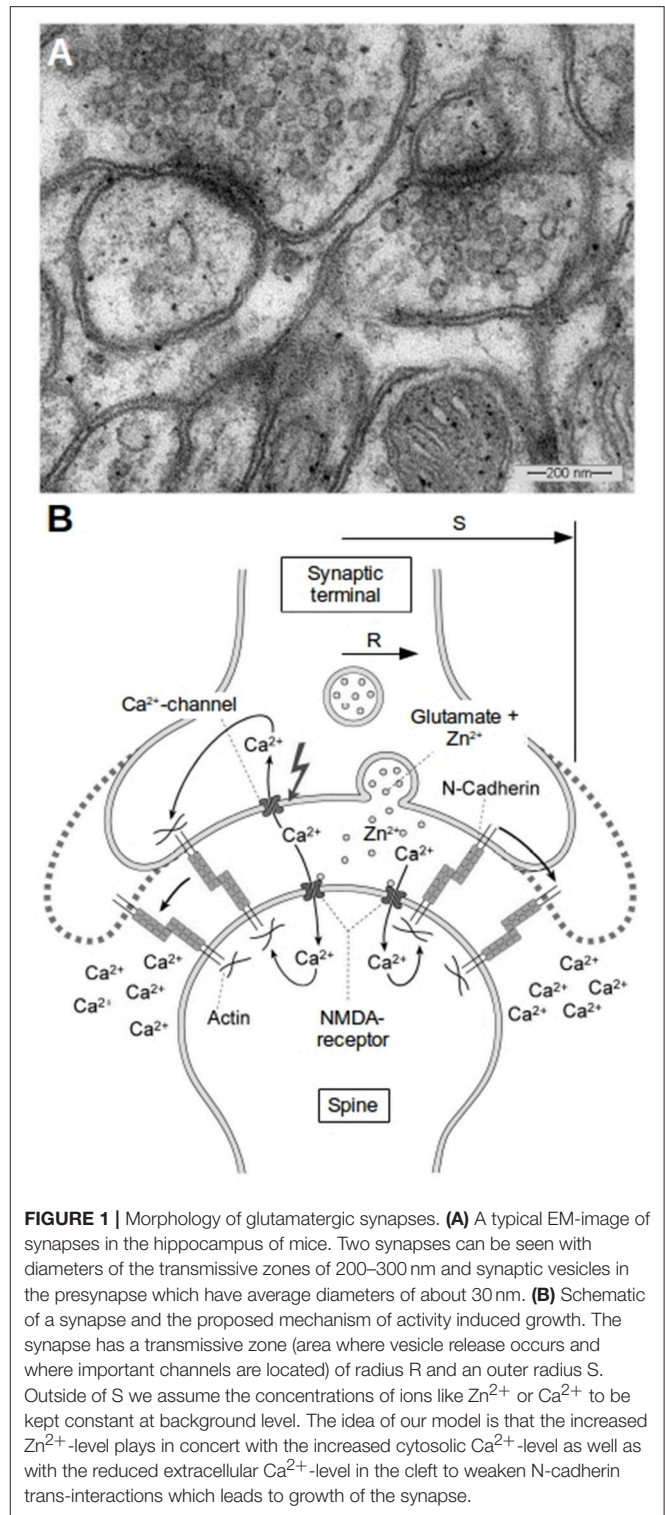 A
200 nm
B
S
Synaptic
terminal
R
Ca²⁺-channel
Glutamate +
Zn²⁺
Ca²⁺
N-Cadherin
Ca²⁺
Zn²⁺
Ca²⁺
Ca²⁺
Ca²⁺
Ca²⁺
Ca²⁺
Ca²⁺
Ca²⁺
Ca²⁺
Ca²⁺
Ca²⁺
Ca²⁺
Ca²⁺
Ca²⁺
Actin
NMDA-
receptor
Spine
FIGURE 1 | Morphology of glutamatergic synapses. (A) A typical EM-image of
synapses in the hippocampus of mice. Two synapses can be seen with
diameters of the transmissive zones of 200–300 nm and synaptic vesicles in
the presynapse which have average diameters of about 30 nm. (B) Schematic
of a synapse and the proposed mechanism of activity induced growth. The
synapse has a transmissive zone (area where vesicle release occurs and
where important channels are located) of radius R and an outer radius S.
Outside of S we assume the concentrations of ions like Zn²⁺ or Ca²⁺ to be
kept constant at background level. The idea of our model is that the increased
Zn²⁺-level plays in concert with the increased cytosolic Ca²⁺-level as well as
with the reduced extracellular Ca²⁺-level in the cleft to weaken N-cadherin
trans-interactions which leads to growth of the synapse.